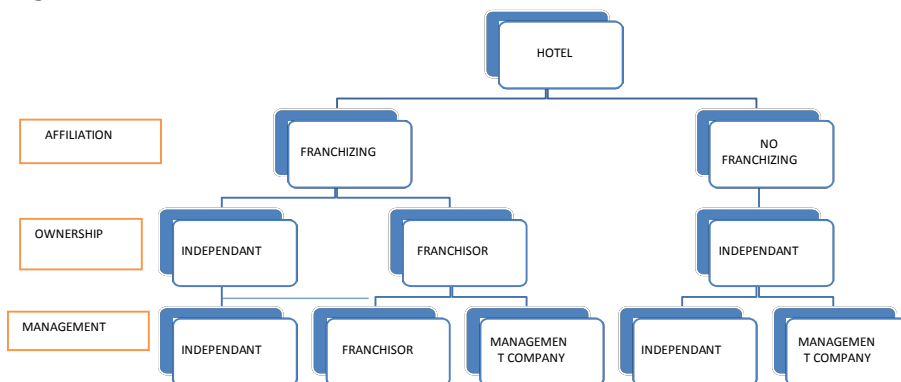 HOTEL
AFFILIATION
FRANCHIZING
NO
FRANCHIZING
OWNERSHIP
INDEPENDANT
FRANCHISOR
INDEPENDANT
MANAGEMENT
INDEPENDANT
FRANCHISOR
MANAGEMEN
T COMPANY
INDEPENDANT
MANAGEMEN
T COMPANY